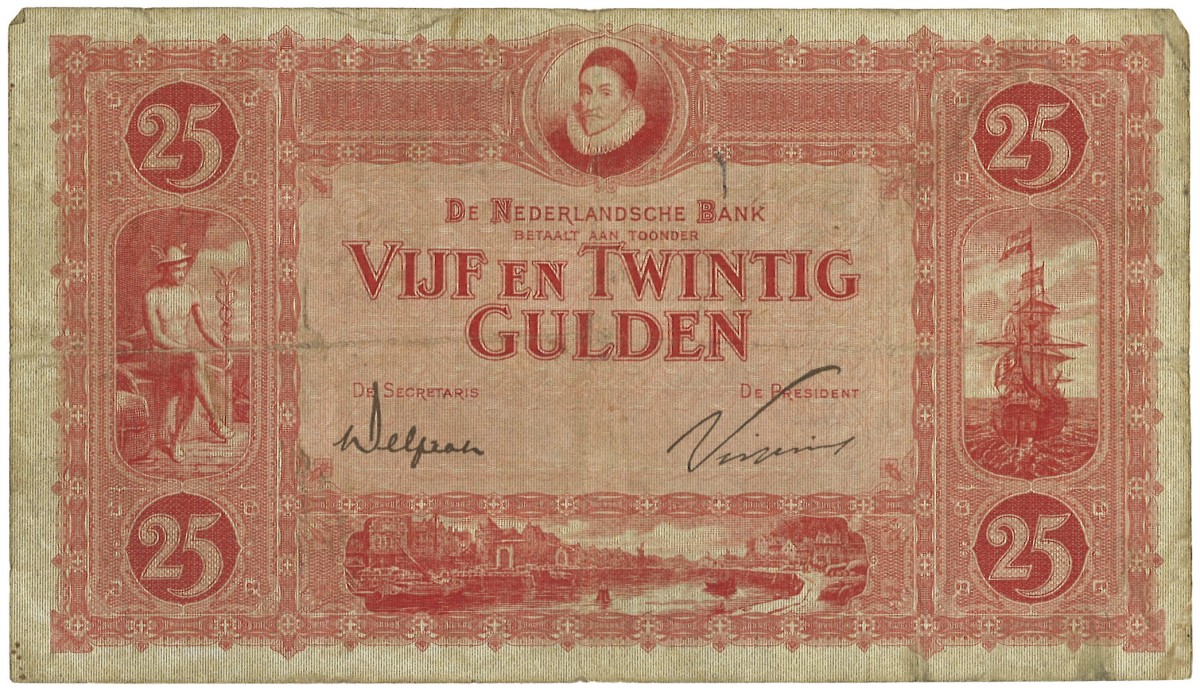 25
25
De Nederlandsche Bank
betaalt aan toonder
Vijf en Twintig
Gulden
De Secretaris
De President
25
25